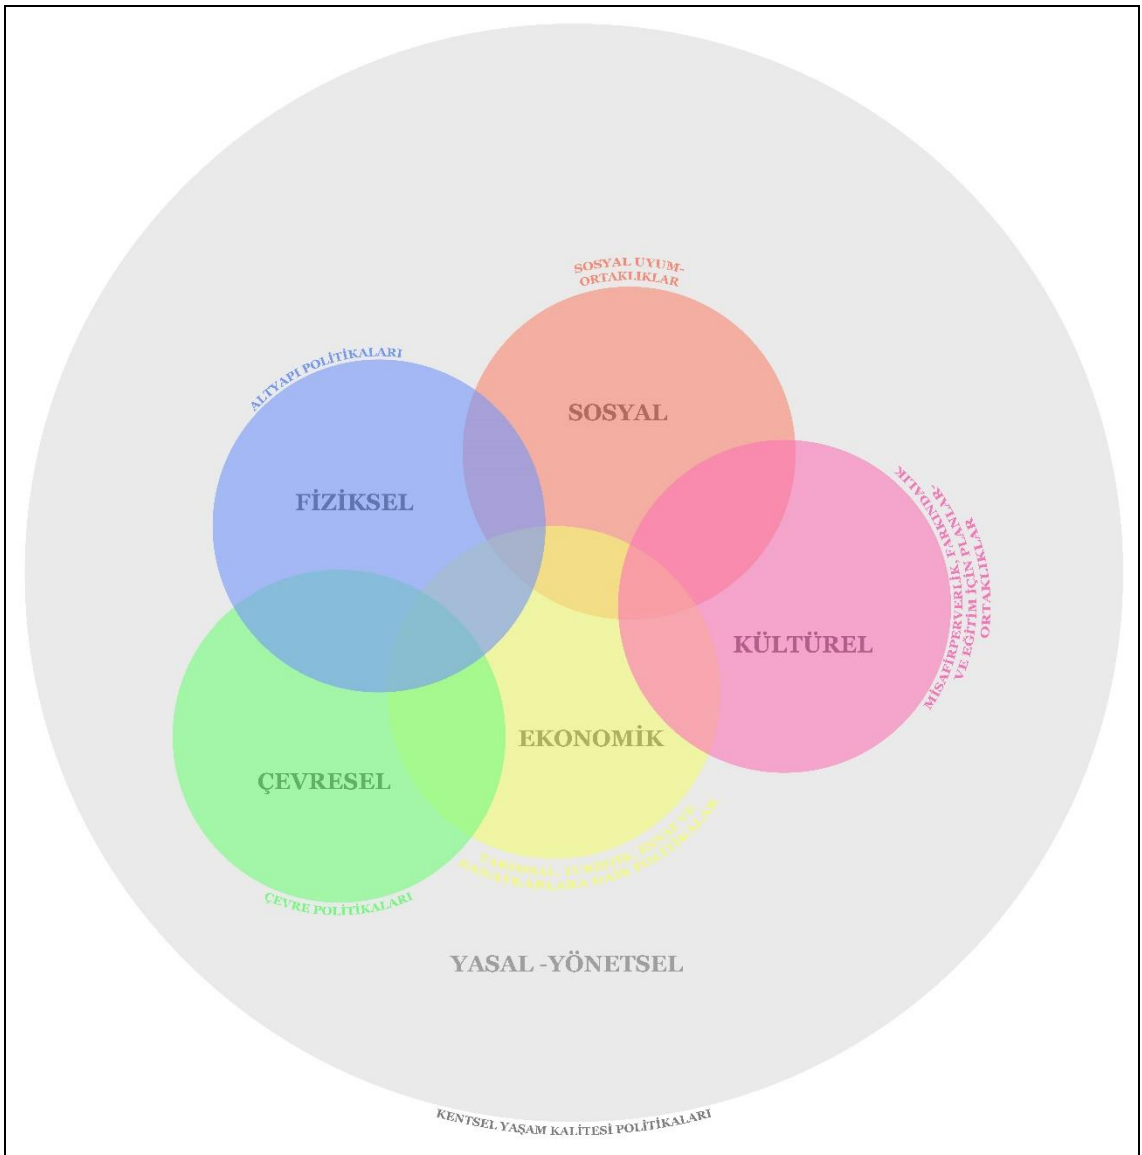 SOSYAL UYUM-
ORTAKLIKLAR
ALTYAPI POLİTİKALARI
SOSYAL
FİZİKSEL
MİSAFİRPERVERLİK, FARKINDALIK
VE EĞİTİM İÇİN PLANLAR-
ORTAKLIKLAR
KÜLTÜREL
EKONOMİK
ÇEVRESEL
ÇEVRE POLİTİKALARI
YASAL -YÖNETSEL
KENTSEL YAŞAM KALİTESİ POLİTİKALARI